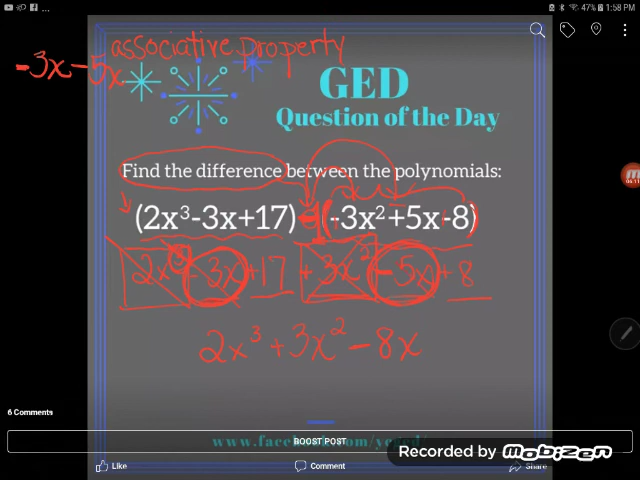 47% 1:58 PM
associative property
-3x-5x
GED
Question of the Day
Find the difference between the polynomials:
(2x³-3x+17)-1(-3x²+5x-8)
2x³ - 3x +17 + 3x² - 5x + 8
2x³ + 3x² - 8x
6 Comments
BOOST POST
Like Comment Share
Recorded by mobizen